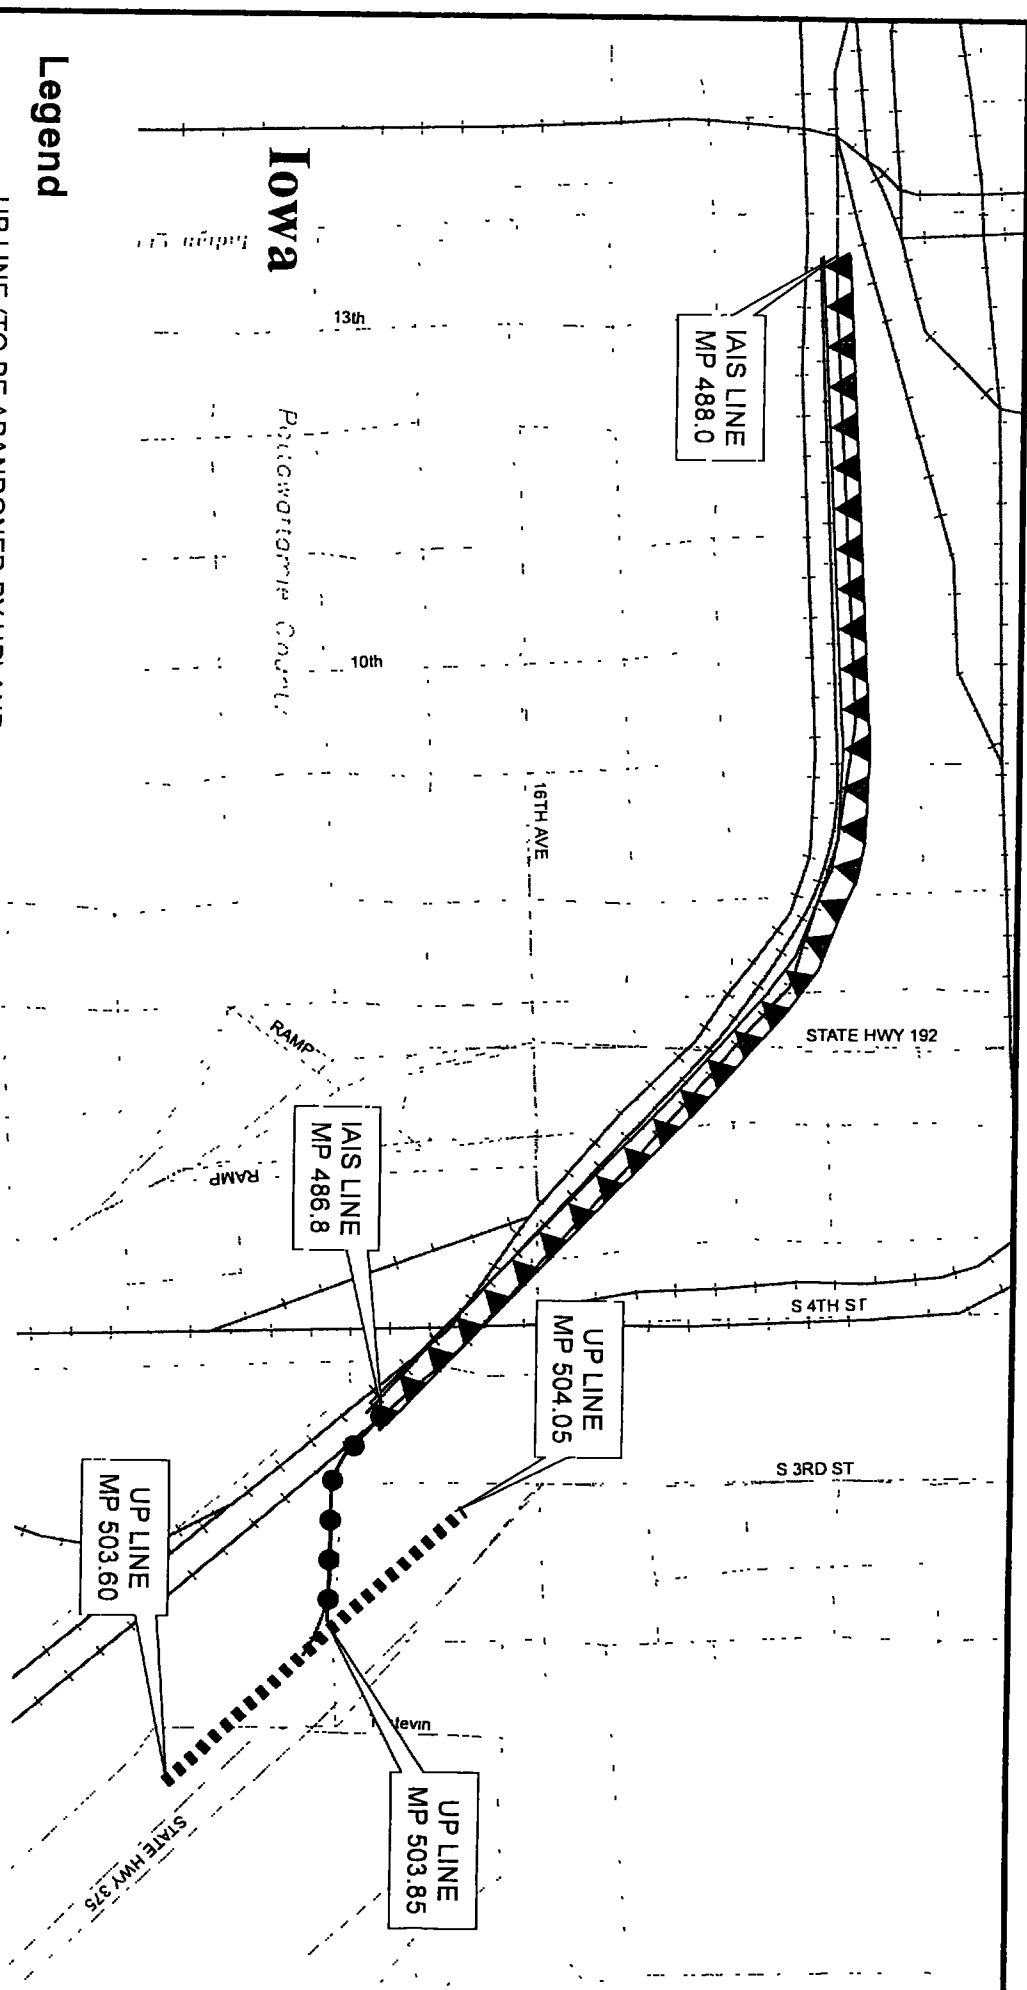 Legend
Iowa
13th
10th
IAIS LINE
MP 488.0
16TH AVE
STATE HWY 192
RAMP
RAMP
IAIS LINE
MP 486.8
S 4TH ST
UP LINE
MP 504.05
S 3RD ST
UP LINE
MP 503.60
UP LINE
MP 503.85
STATE HWY 375